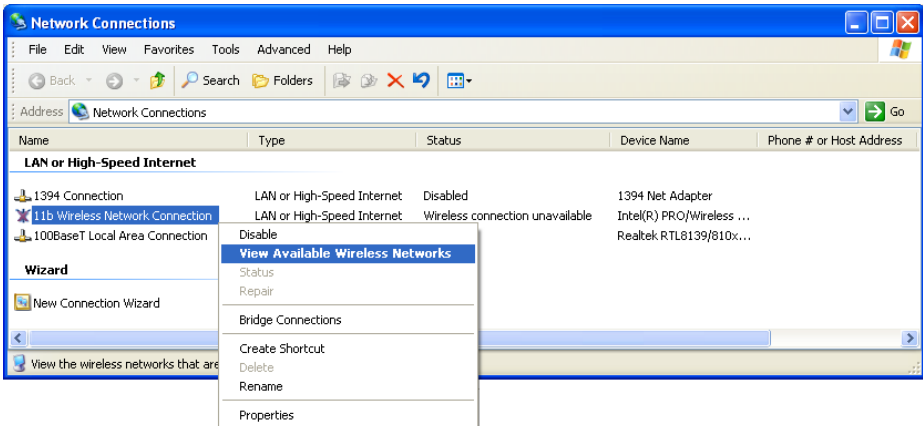 Network Connections
File Edit View Favorites Tools Advanced Help
Back Search Folders
Address Network Connections Go
Name Type Status Device Name Phone # or Host Address
LAN or High-Speed Internet
1394 Connection LAN or High-Speed Internet Disabled 1394 Net Adapter
11b Wireless Network Connection LAN or High-Speed Internet Wireless connection unavailable Intel(R) PRO/Wireless ...
100BaseT Local Area Connection Realtek RTL8139/810x...
Wizard
New Connection Wizard
View the wireless networks that are
Disable
View Available Wireless Networks
Status
Repair
Bridge Connections
Create Shortcut
Delete
Rename
Properties